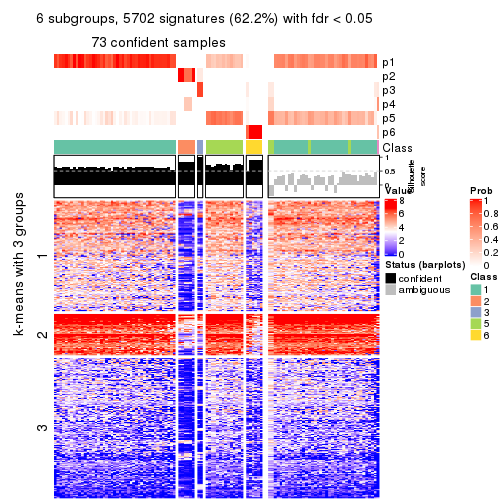 6 subgroups, 5702 signatures (62.2%) with fdr < 0.05
73 confident samples
p1
p2
p3
p4
p5
p6
Class
1
0.5
0
Silhouette
score
k-means with 3 groups
1
2
3
Value
8
6
4
2
0
Status (barplots)
confident
ambiguous
Prob
1
0.8
0.6
0.4
0.2
0
Class
1
2
3
5
6